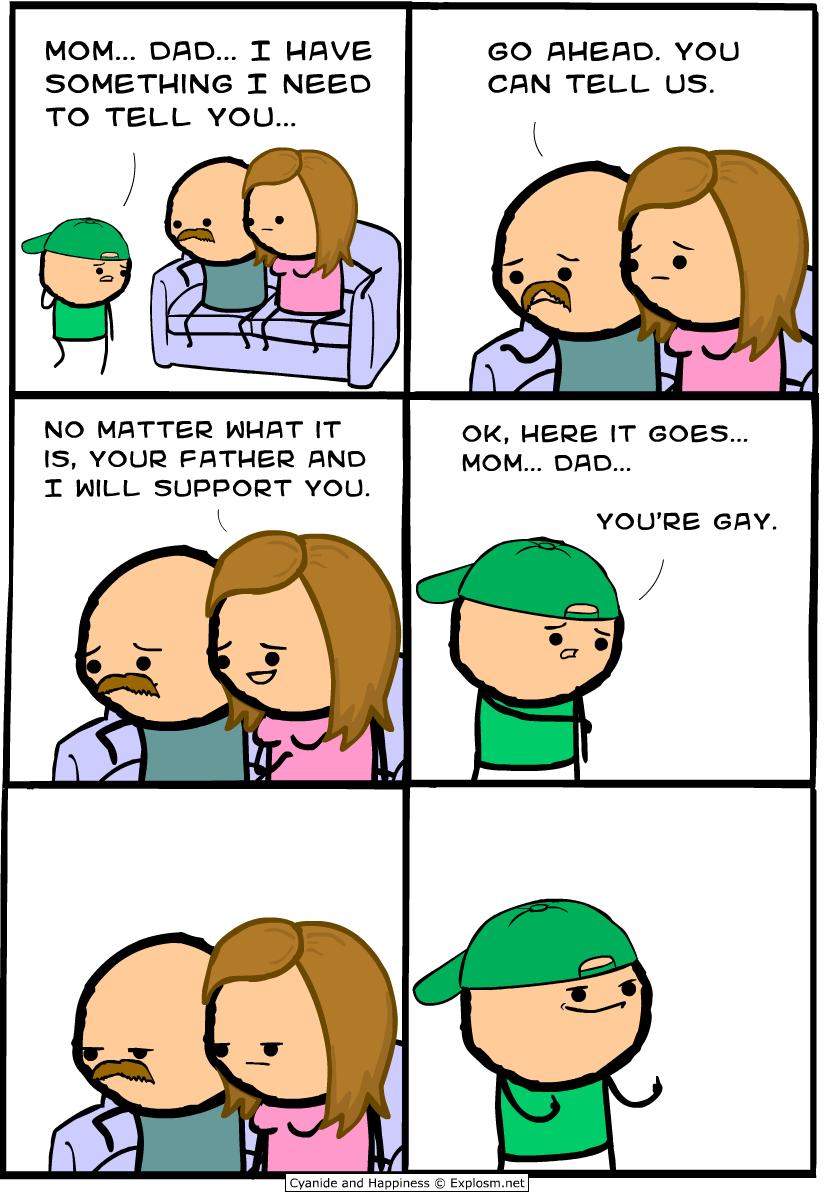 MOM... DAD... I HAVE
SOMETHING I NEED
TO TELL YOU...
GO AHEAD. YOU
CAN TELL US.
NO MATTER WHAT IT
IS, YOUR FATHER AND
I WILL SUPPORT YOU.
OK, HERE IT GOES...
MOM... DAD...
YOU'RE GAY.
Cyanide and Happiness © Explosm.net